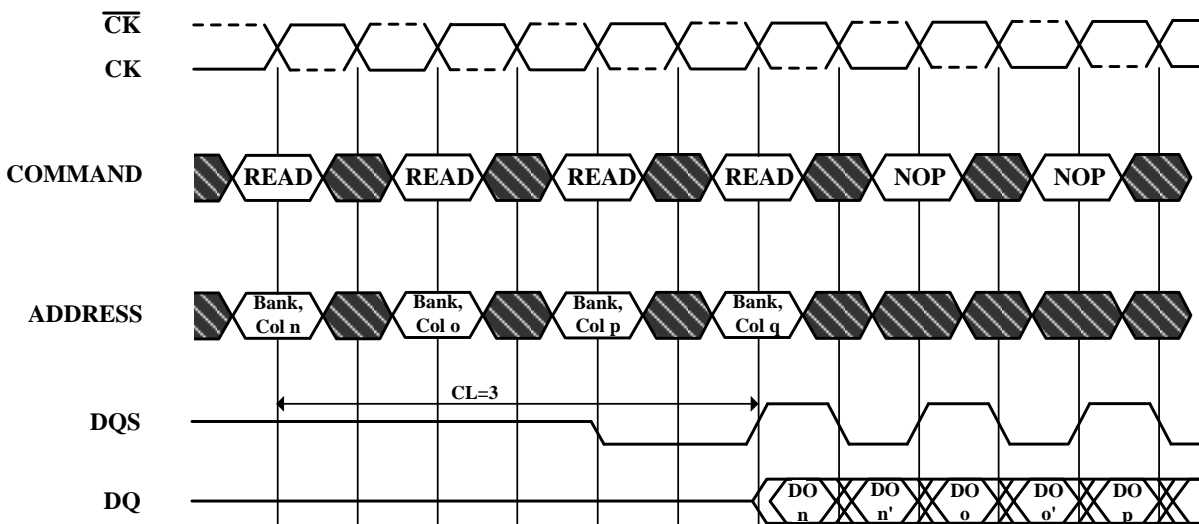 CK
CK
COMMAND
READ
READ
READ
READ
NOP
NOP
ADDRESS
Bank,
Col n
Bank,
Col o
Bank,
Col p
Bank,
Col q
CL=3
DQS
DQ
DO
n
DO
n'
DO
o
DO
o'
DO
p